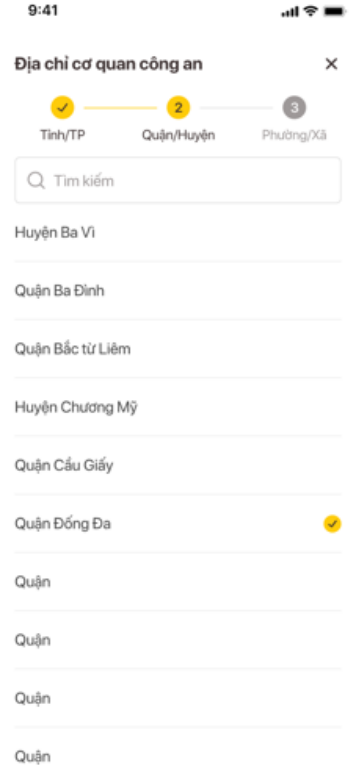 9:41
Địa chỉ cơ quan công an
2
3
Tỉnh/TP
Quận/Huyện
Phường/Xã
Tìm kiếm
Huyện Ba Vì
Quận Ba Đình
Quận Bắc từ Liêm
Huyện Chương Mỹ
Quận Cầu Giấy
Quận Đống Đa
Quận
Quận
Quận
Quận